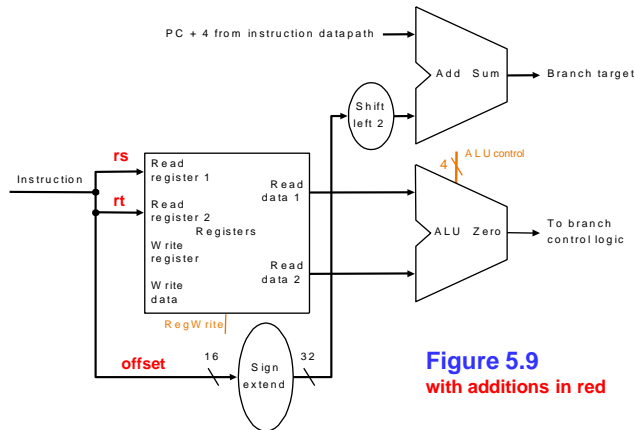 PC + 4 from instruction datapath
Add Sum
Branch target
Shift
left 2
rs
Instruction
rt
Read
register 1
Read
register 2
Registers
Write
register
Write
data
Read
data 1
Read
data 2
RegWrite
4
ALU control
ALU Zero
To branch
control logic
offset
16
Sign
extend
32
Figure 5.9
with additions in red